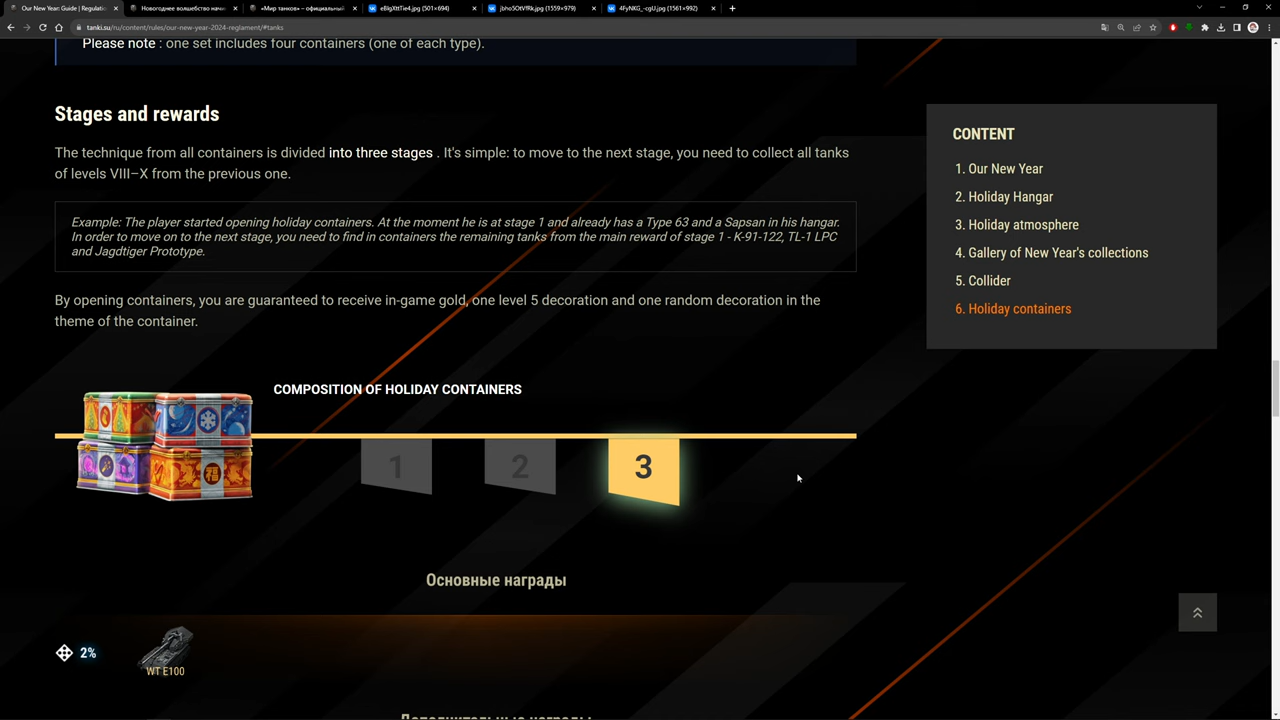 Our New Year: Guide | Regulati
Новогоднее волшебство начи
«Мир танков» – официальный
eBlgXttTie4.jpg (501×694)
jbho5OtVfRk.jpg (1559×979)
4FyNKG_-cgU.jpg (1561×992)
tanki.su/ru/content/rules/our-new-year-2024-reglament/#tanks
Please note : one set includes four containers (one of each type).
Stages and rewards
The technique from all containers is divided into three stages . It's simple: to move to the next stage, you need to collect all tanks
of levels VIII–X from the previous one.
Example: The player started opening holiday containers. At the moment he is at stage 1 and already has a Type 63 and a Sapsan in his hangar.
In order to move on to the next stage, you need to find in containers the remaining tanks from the main reward of stage 1 - K-91-122, TL-1 LPC
and Jagdtiger Prototype.
By opening containers, you are guaranteed to receive in-game gold, one level 5 decoration and one random decoration in the
theme of the container.
COMPOSITION OF HOLIDAY CONTAINERS
1
2
3
福
Основные награды
2%
WT E100
Дополнительные награды
CONTENT
1. Our New Year
2. Holiday Hangar
3. Holiday atmosphere
4. Gallery of New Year's collections
5. Collider
6. Holiday containers